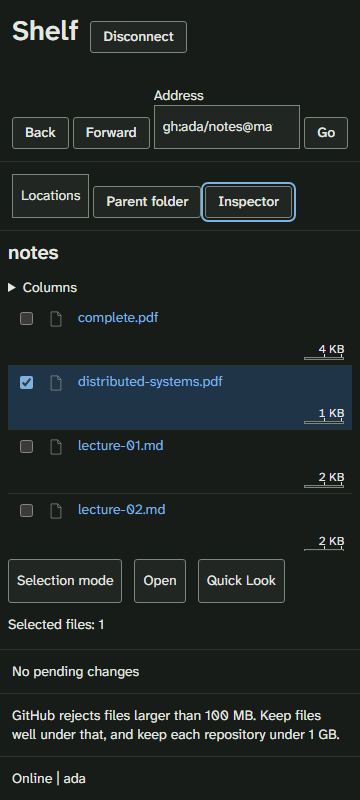 Shelf
Disconnect
Address
Back
Forward
gh:ada/notes@ma
Go
Locations
Parent folder
Inspector
notes
Columns
complete.pdf
4 KB
distributed-systems.pdf
1 KB
lecture-01.md
2 KB
lecture-02.md
2 KB
Selection mode
Open
Quick Look
Selected files: 1
No pending changes
GitHub rejects files larger than 100 MB. Keep files
well under that, and keep each repository under 1 GB.
Online | ada